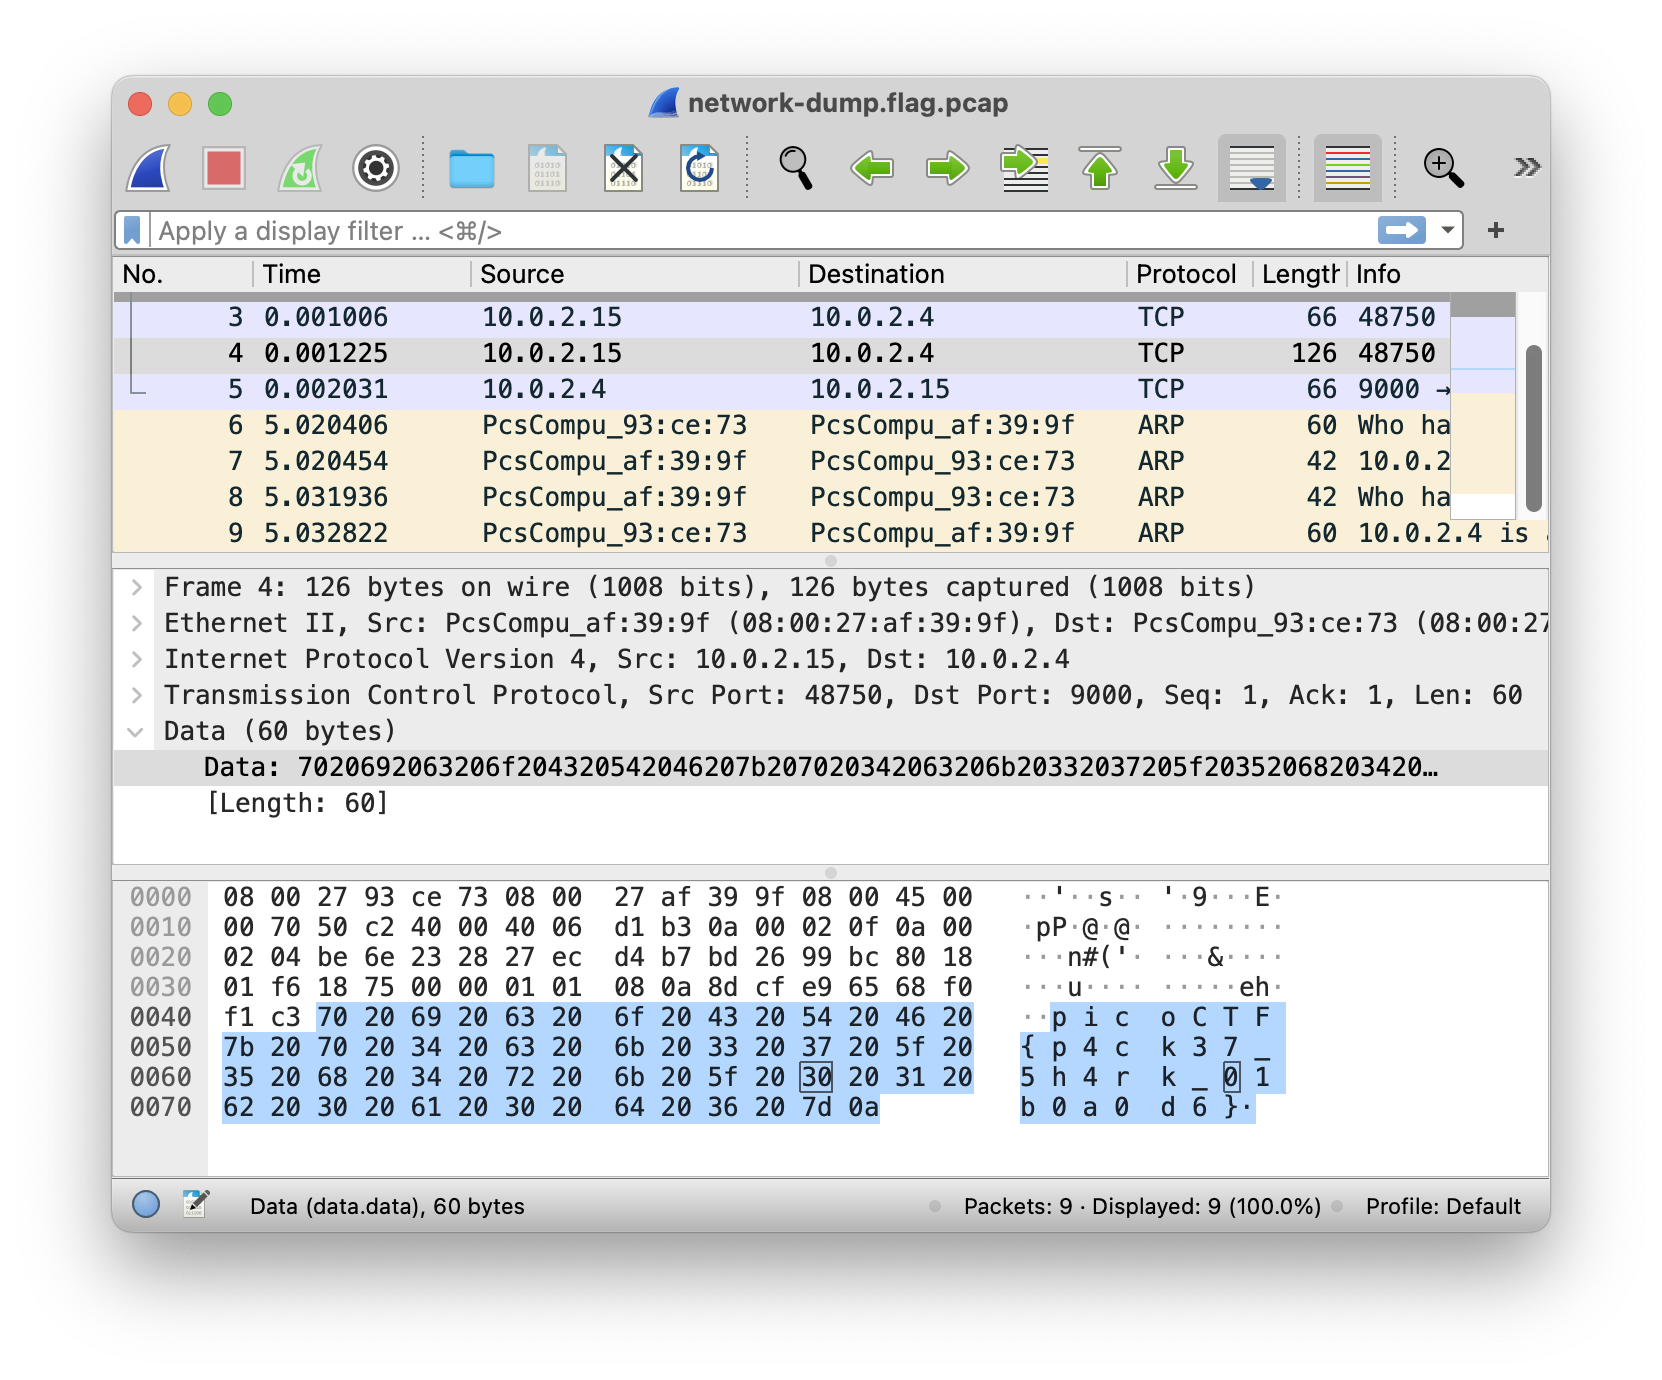 network-dump.flag.pcap
Apply a display filter ... <⌘/>
No. Time Source Destination Protocol Length Info
3 0.001006 10.0.2.15 10.0.2.4 TCP 66 48750
4 0.001225 10.0.2.15 10.0.2.4 TCP 126 48750
5 0.002031 10.0.2.4 10.0.2.15 TCP 66 9000 →
6 5.020406 PcsCompu_93:ce:73 PcsCompu_af:39:9f ARP 60 Who ha
7 5.020454 PcsCompu_af:39:9f PcsCompu_93:ce:73 ARP 42 10.0.2
8 5.031936 PcsCompu_af:39:9f PcsCompu_93:ce:73 ARP 42 Who ha
9 5.032822 PcsCompu_93:ce:73 PcsCompu_af:39:9f ARP 60 10.0.2.4 is
Frame 4: 126 bytes on wire (1008 bits), 126 bytes captured (1008 bits)
Ethernet II, Src: PcsCompu_af:39:9f (08:00:27:af:39:9f), Dst: PcsCompu_93:ce:73 (08:00:27
Internet Protocol Version 4, Src: 10.0.2.15, Dst: 10.0.2.4
Transmission Control Protocol, Src Port: 48750, Dst Port: 9000, Seq: 1, Ack: 1, Len: 60
Data (60 bytes)
Data: 7020692063206f204320542046207b207020342063206b20332037205f20352068203420…
[Length: 60]
0000 08 00 27 93 ce 73 08 00 27 af 39 9f 08 00 45 00 ··'··s·· '·9···E·
0010 00 70 50 c2 40 00 40 06 d1 b3 0a 00 02 0f 0a 00 ·pP·@·@· ········
0020 02 04 be 6e 23 28 27 ec d4 b7 bd 26 99 bc 80 18 ···n#('· ···&····
0030 01 f6 18 75 00 00 01 01 08 0a 8d cf e9 65 68 f0 ···u···· ·····eh·
0040 f1 c3 70 20 69 20 63 20 6f 20 43 20 54 20 46 20 ··p i c o C T F
0050 7b 20 70 20 34 20 63 20 6b 20 33 20 37 20 5f 20 { p 4 c k 3 7 _
0060 35 20 68 20 34 20 72 20 6b 20 5f 20 30 20 31 20 5 h 4 r k _ 0 1
0070 62 20 30 20 61 20 30 20 64 20 36 20 7d 0a b 0 a 0 d 6 }·
Data (data.data), 60 bytes Packets: 9 · Displayed: 9 (100.0%) Profile: Default